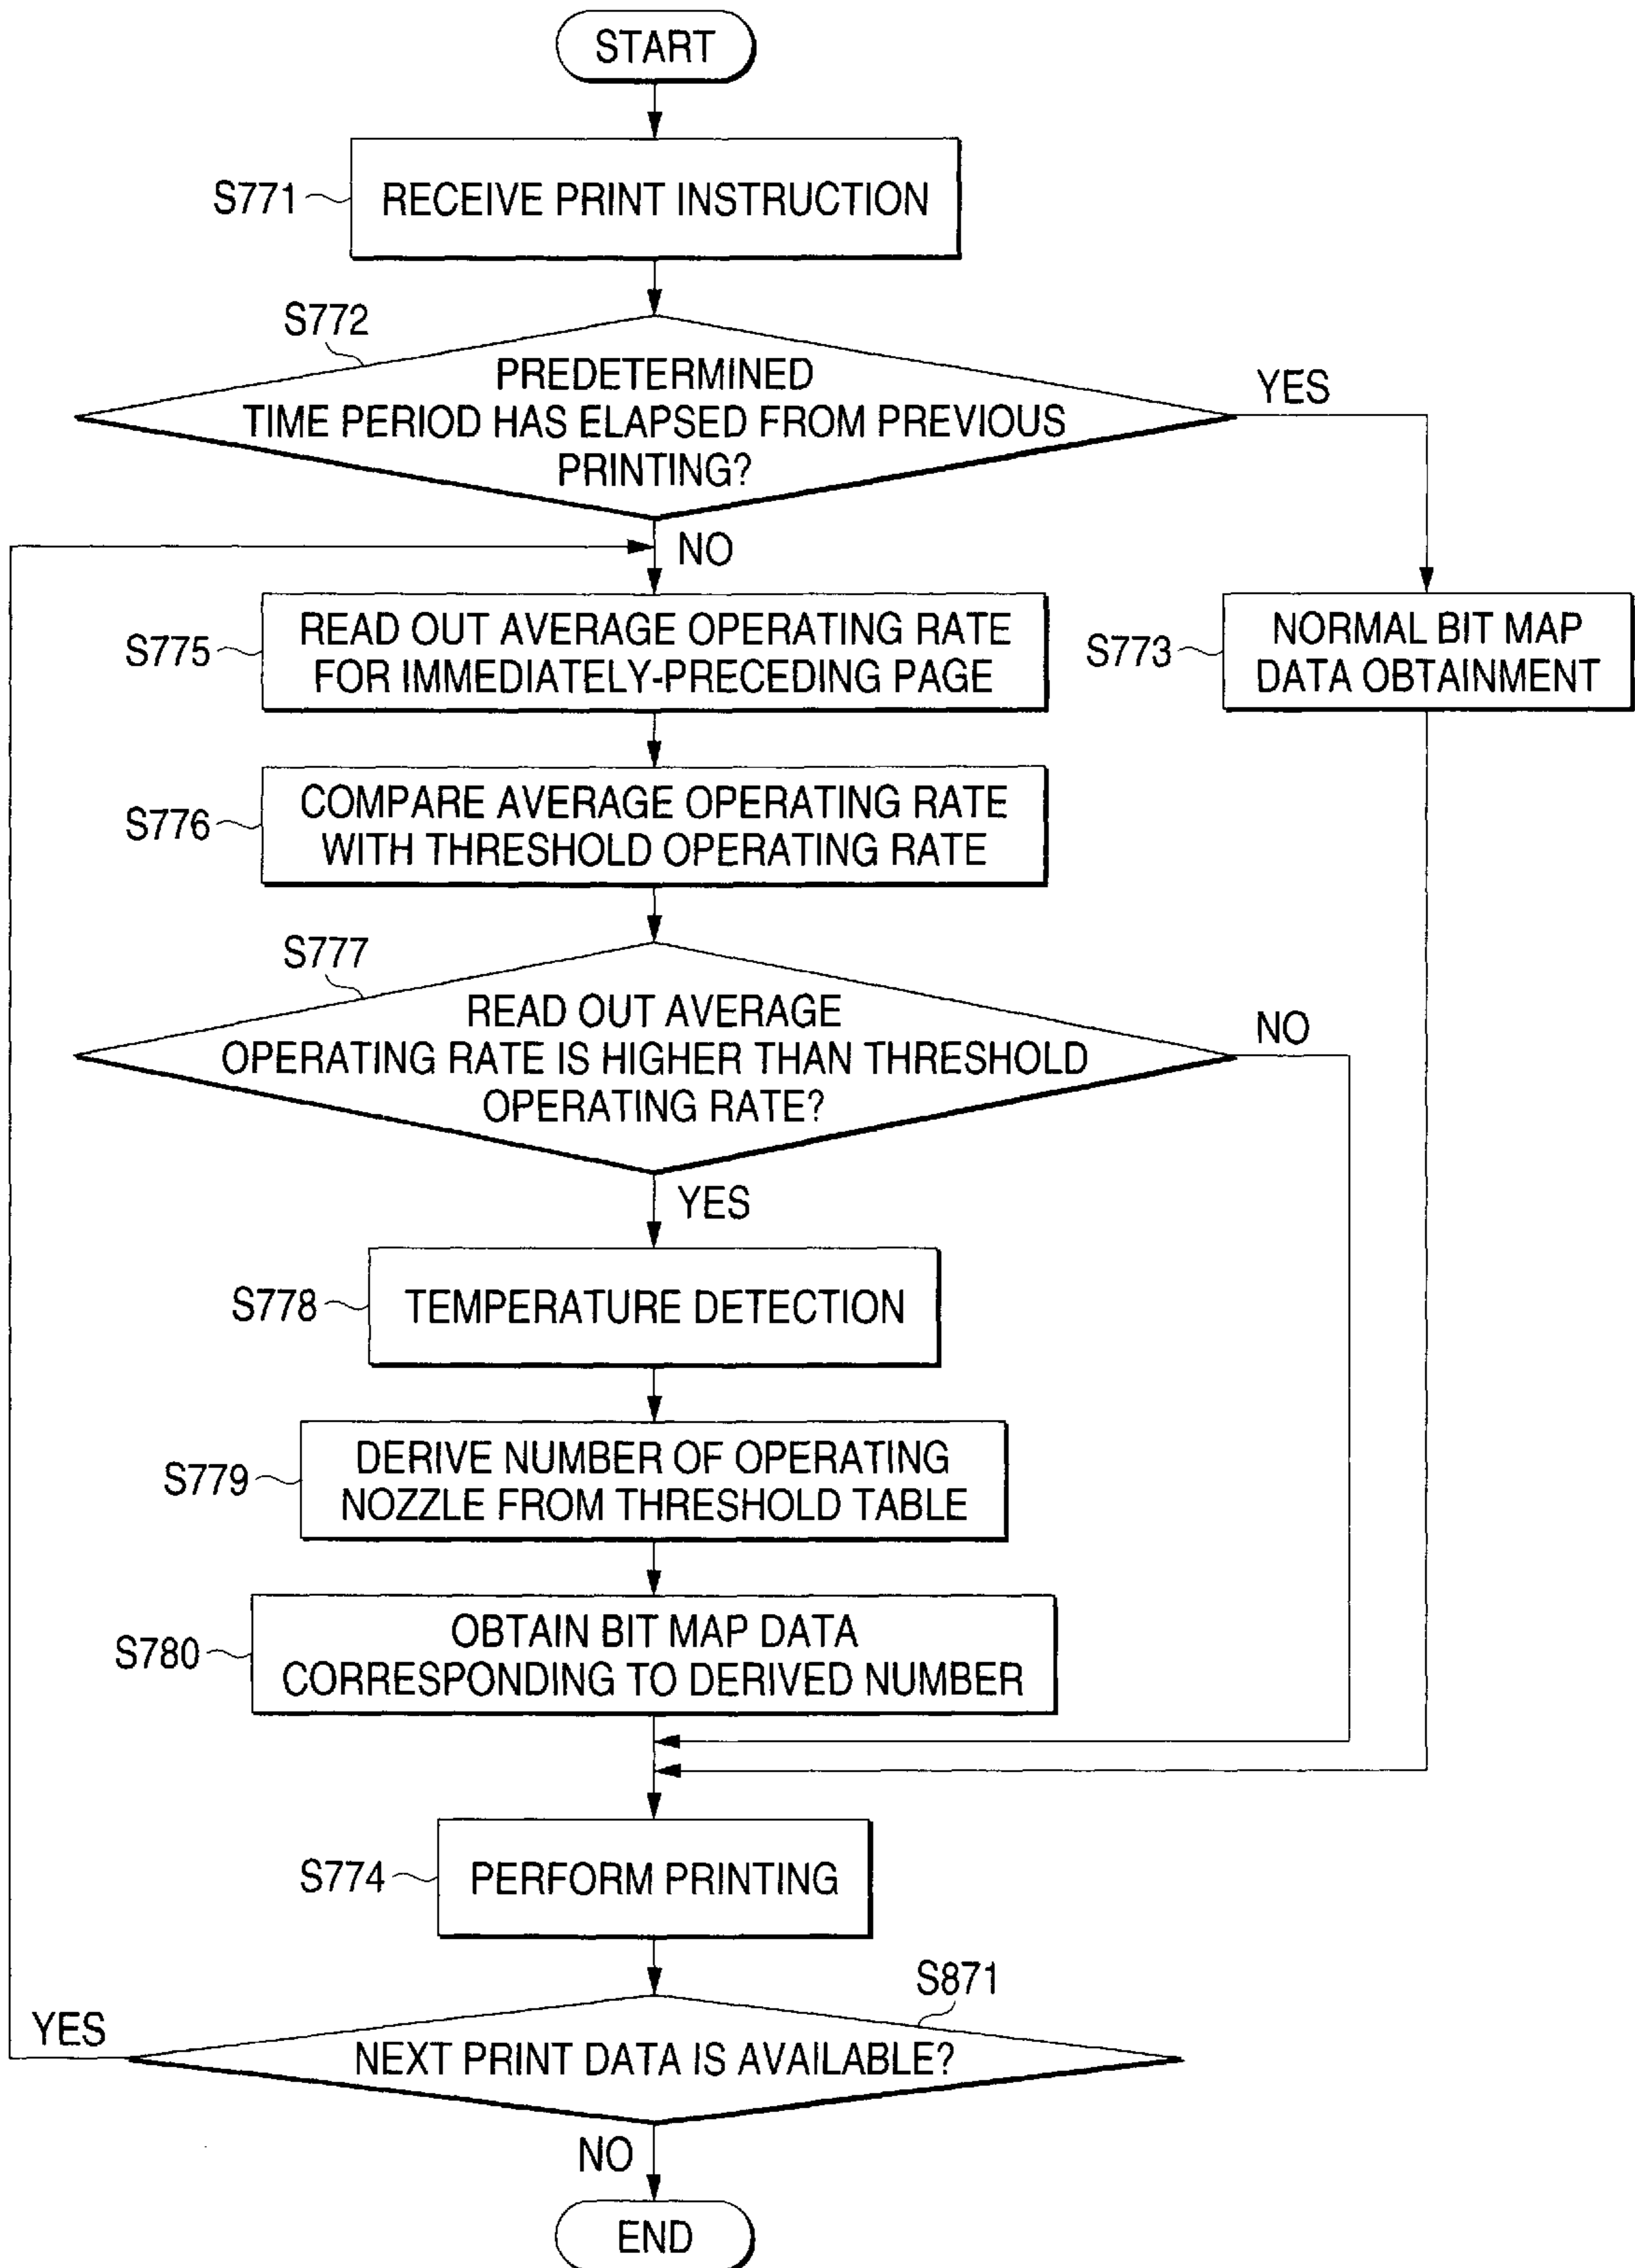 START
S771
RECEIVE PRINT INSTRUCTION
S772
PREDETERMINED
TIME PERIOD HAS ELAPSED FROM PREVIOUS
PRINTING?
YES
NO
S775
READ OUT AVERAGE OPERATING RATE
FOR IMMEDIATELY-PRECEDING PAGE
S773
NORMAL BIT MAP
DATA OBTAINMENT
S776
COMPARE AVERAGE OPERATING RATE
WITH THRESHOLD OPERATING RATE
S777
READ OUT AVERAGE
OPERATING RATE IS HIGHER THAN THRESHOLD
OPERATING RATE?
NO
YES
S778
TEMPERATURE DETECTION
S779
DERIVE NUMBER OF OPERATING
NOZZLE FROM THRESHOLD TABLE
S780
OBTAIN BIT MAP DATA
CORRESPONDING TO DERIVED NUMBER
S774
PERFORM PRINTING
S871
NEXT PRINT DATA IS AVAILABLE?
YES
NO
END